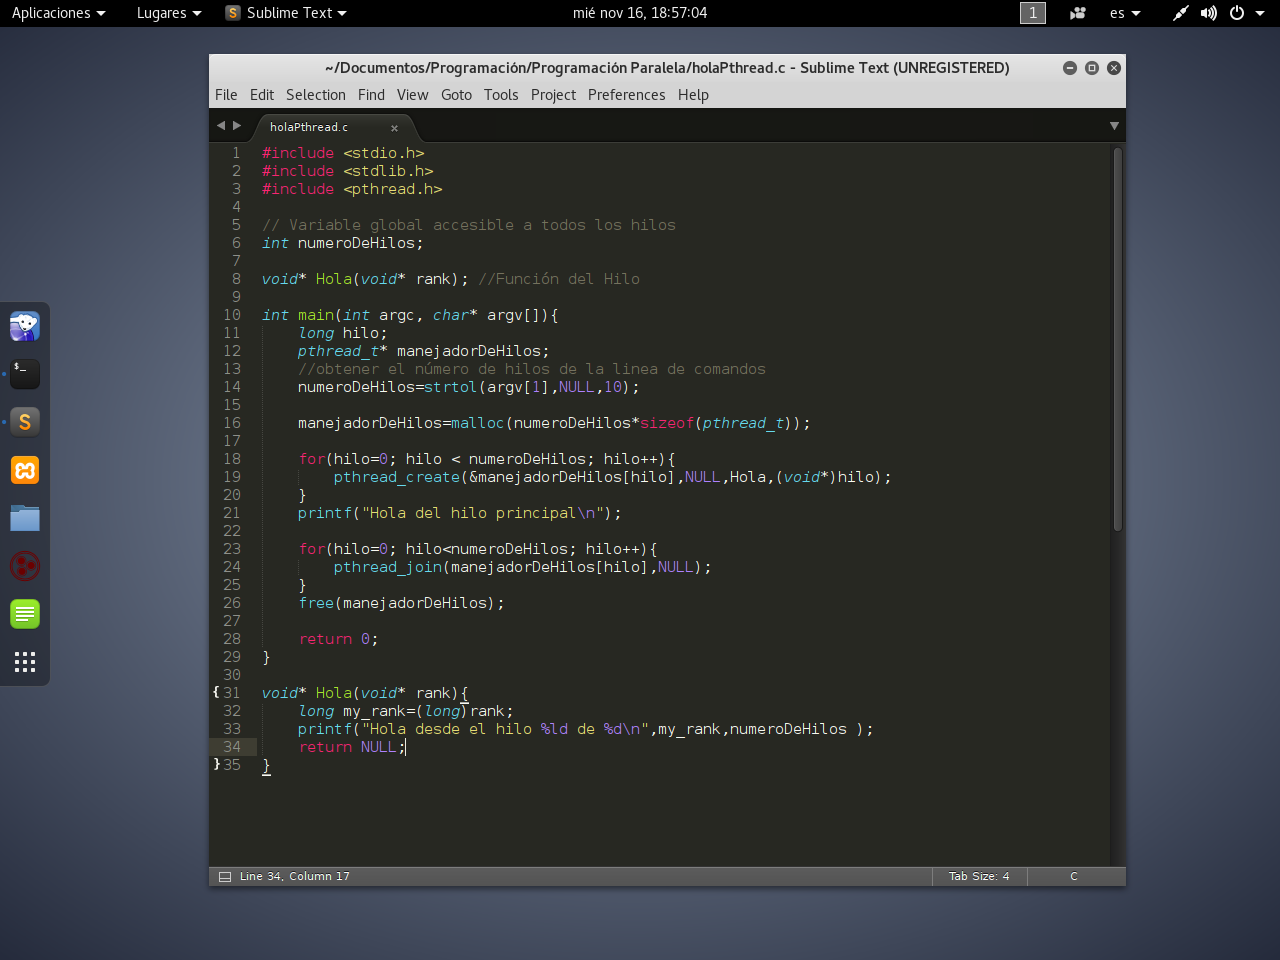 Aplicaciones Lugares Sublime Text mié nov 16, 18:57:04 1 es
~/Documentos/Programación/Programación Paralela/holaPthread.c - Sublime Text (UNREGISTERED)
File Edit Selection Find View Goto Tools Project Preferences Help
holaPthread.c ×
1 #include <stdio.h>
2 #include <stdlib.h>
3 #include <pthread.h>
4
5 // Variable global accesible a todos los hilos
6 int numeroDeHilos;
7
8 void* Hola(void* rank); //Función del Hilo
9
10 int main(int argc, char* argv[]){
11 long hilo;
12 pthread_t* manejadorDeHilos;
13 //obtener el número de hilos de la linea de comandos
14 numeroDeHilos=strtol(argv[1],NULL,10);
15
16 manejadorDeHilos=malloc(numeroDeHilos*sizeof(pthread_t));
17
18 for(hilo=0; hilo < numeroDeHilos; hilo++){
19 pthread_create(&manejadorDeHilos[hilo],NULL,Hola,(void*)hilo);
20 }
21 printf("Hola del hilo principal\n");
22
23 for(hilo=0; hilo<numeroDeHilos; hilo++){
24 pthread_join(manejadorDeHilos[hilo],NULL);
25 }
26 free(manejadorDeHilos);
27
28 return 0;
29 }
30
31 void* Hola(void* rank){
32 long my_rank=(long)rank;
33 printf("Hola desde el hilo %ld de %d\n",my_rank,numeroDeHilos );
34 return NULL;
35 }
$_
S
Line 34, Column 17 Tab Size: 4 C